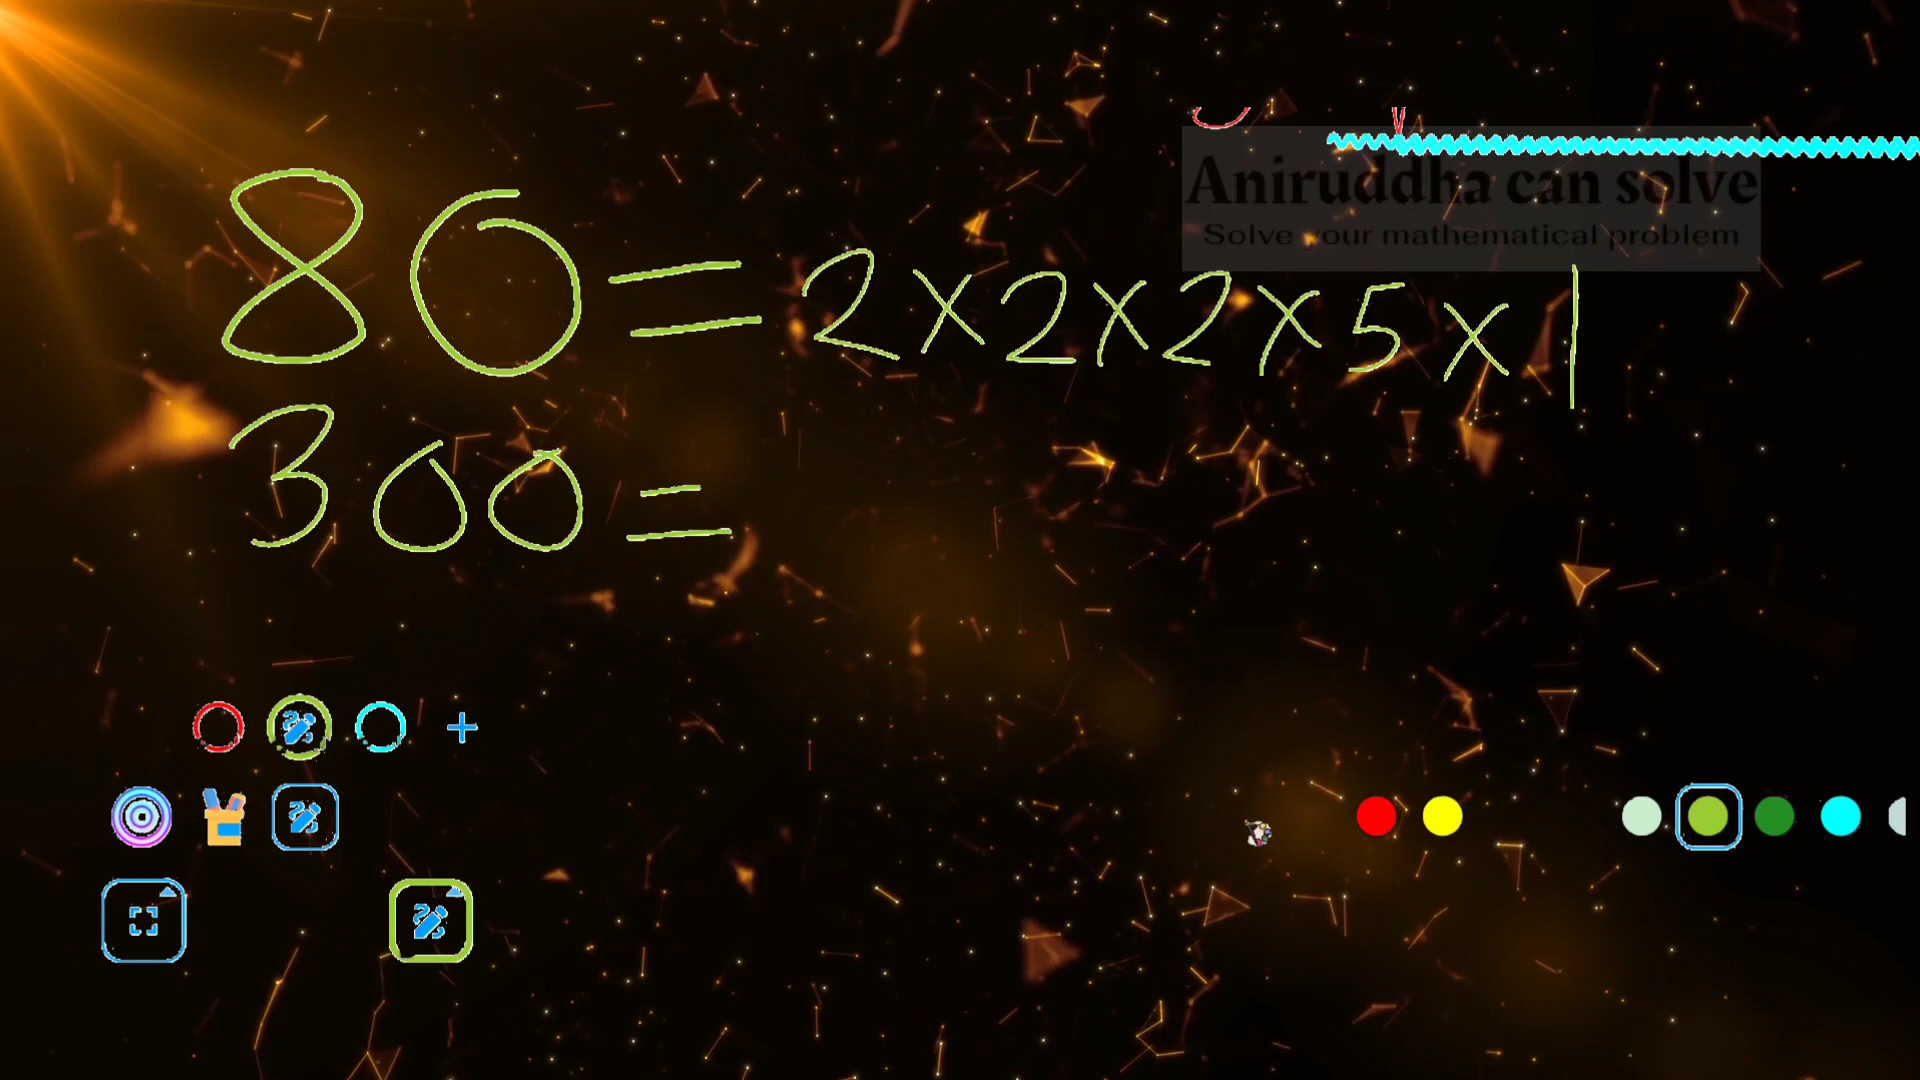 Aniruddha can solve
Solve your mathematical problem
80=2x2x2x5x1
300=